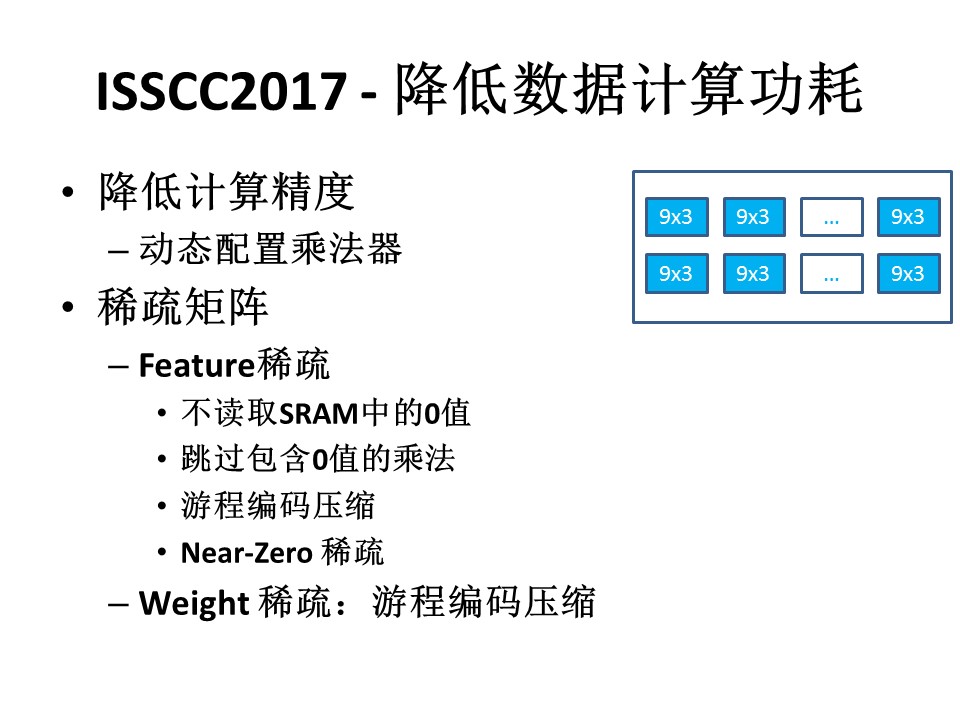 ISSCC2017 - 降低数据计算功耗
• 降低计算精度
– 动态配置乘法器
• 稀疏矩阵
– Feature稀疏
• 不读取SRAM中的0值
• 跳过包含0值的乘法
• 游程编码压缩
• Near-Zero 稀疏
– Weight 稀疏：游程编码压缩
9x3 9x3 ... 9x3
9x3 9x3 ... 9x3